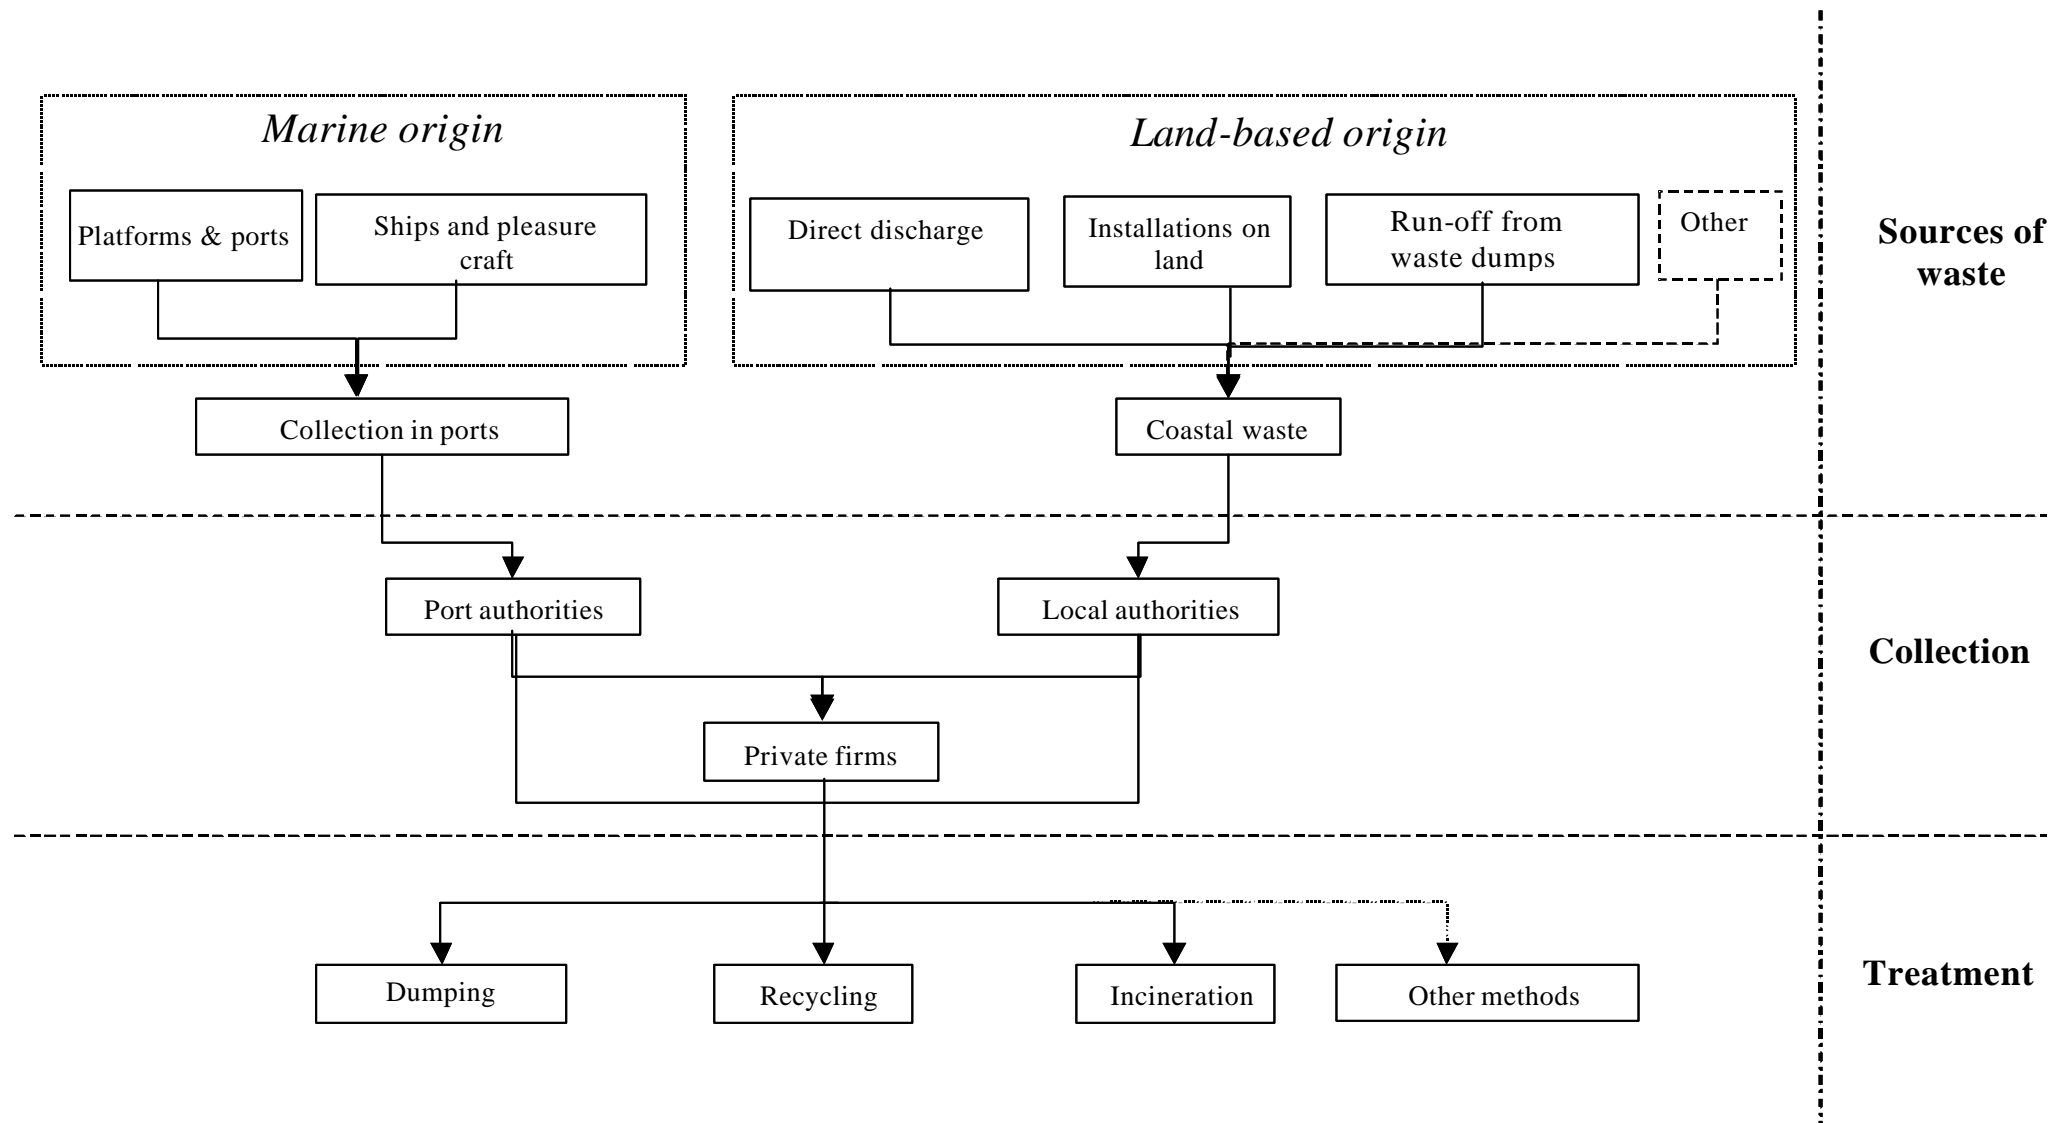 Marine origin
Land-based origin
Platforms & ports
Ships and pleasure
craft
Direct discharge
Installations on
land
Run-off from
waste dumps
Other
Sources of
waste
Collection in ports
Coastal waste
Port authorities
Local authorities
Collection
Private firms
Dumping
Recycling
Incineration
Other methods
Treatment